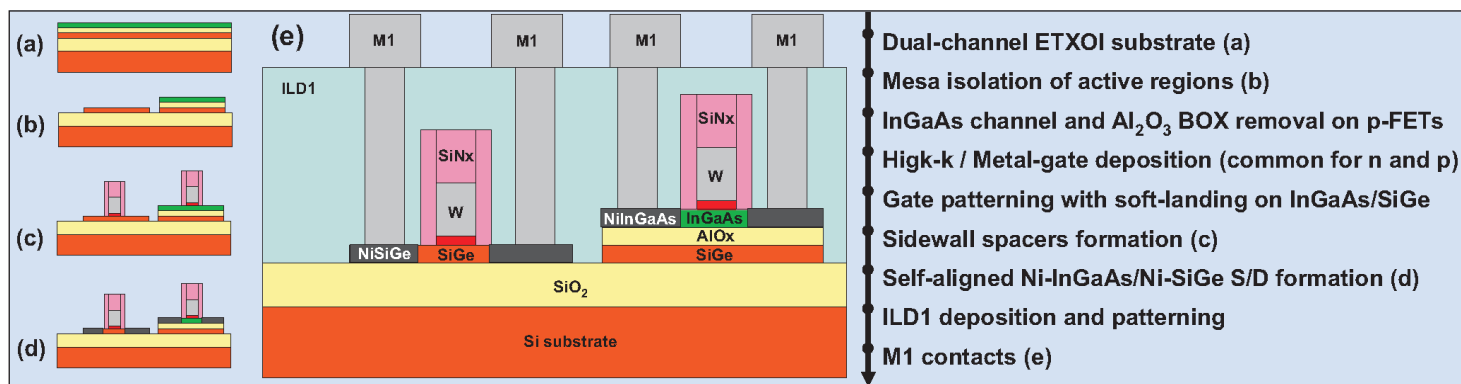 (a)
(b)
(c)
(d)
(e)
M1
M1
M1
M1
ILD1
SiNx
W
NiSiGe
SiGe
SiNx
W
NiInGaAs
InGaAs
AlOx
SiGe
SiO₂
Si substrate
Dual-channel ETXOI substrate (a)
Mesa isolation of active regions (b)
InGaAs channel and Al₂O₃ BOX removal on p-FETs
Higk-k / Metal-gate deposition (common for n and p)
Gate patterning with soft-landing on InGaAs/SiGe
Sidewall spacers formation (c)
Self-aligned Ni-InGaAs/Ni-SiGe S/D formation (d)
ILD1 deposition and patterning
M1 contacts (e)